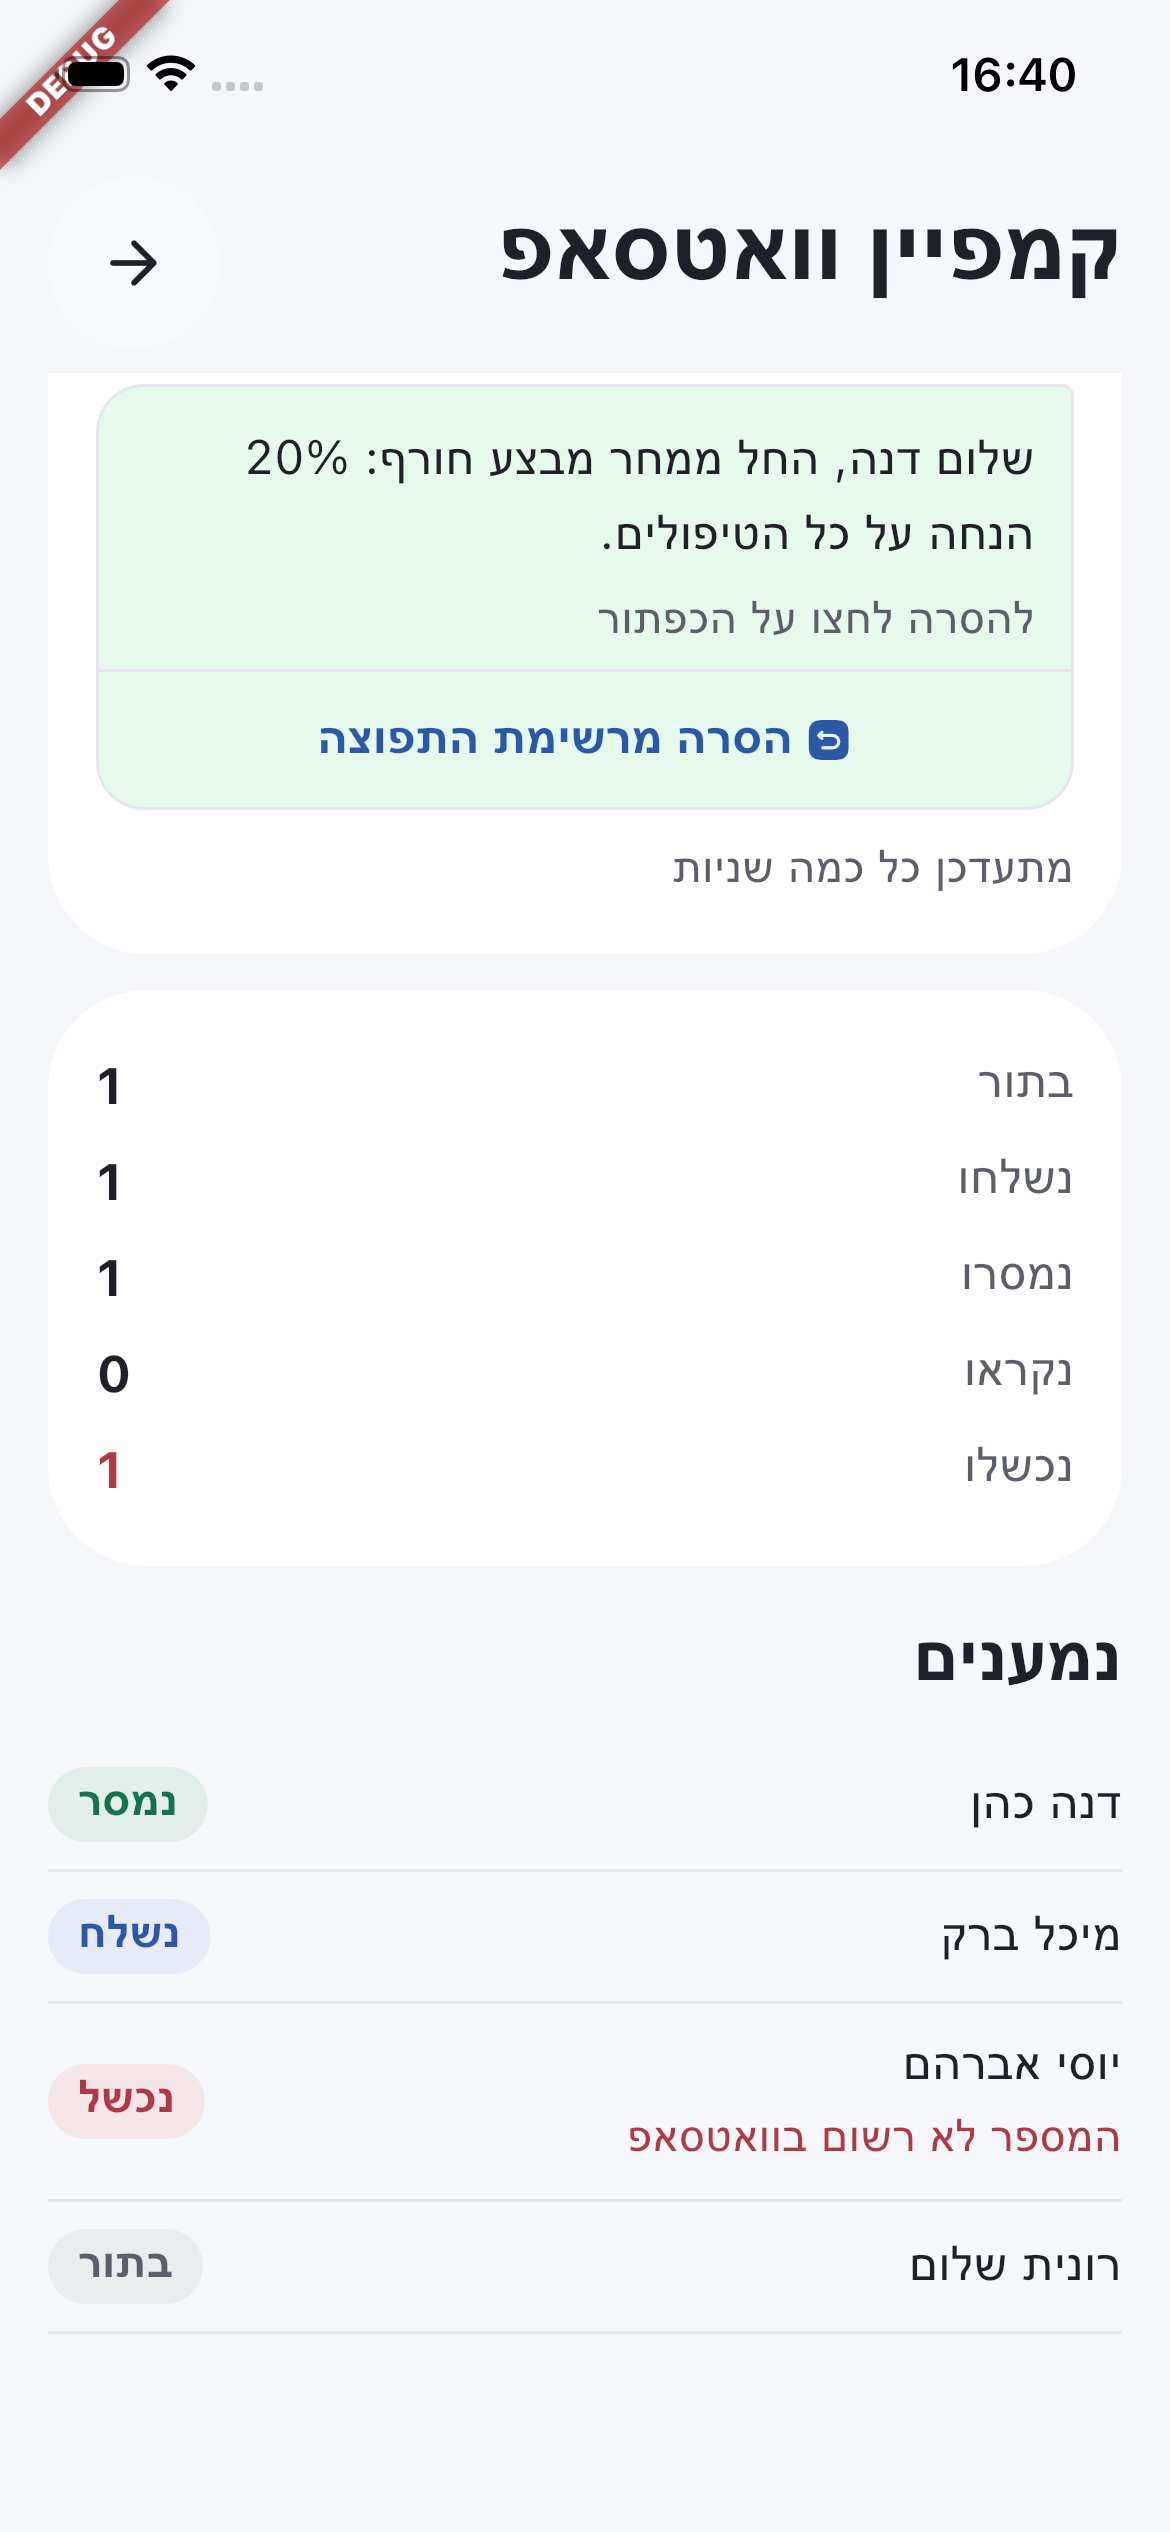 DEBUG
16:40
קמפיין וואטסאפ
שלום דנה, החל ממחר מבצע חורף: 20%
הנחה על כל הטיפולים.
להסרה לחצו על הכפתור
הסרה מרשימת התפוצה
מתעדכן כל כמה שניות
בתור 1
נשלחו 1
נמסרו 1
נקראו 0
נכשלו 1
נמענים
דנה כהן נמסר
מיכל ברק נשלח
יוסי אברהם נכשל
המספר לא רשום בוואטסאפ
רונית שלום בתור